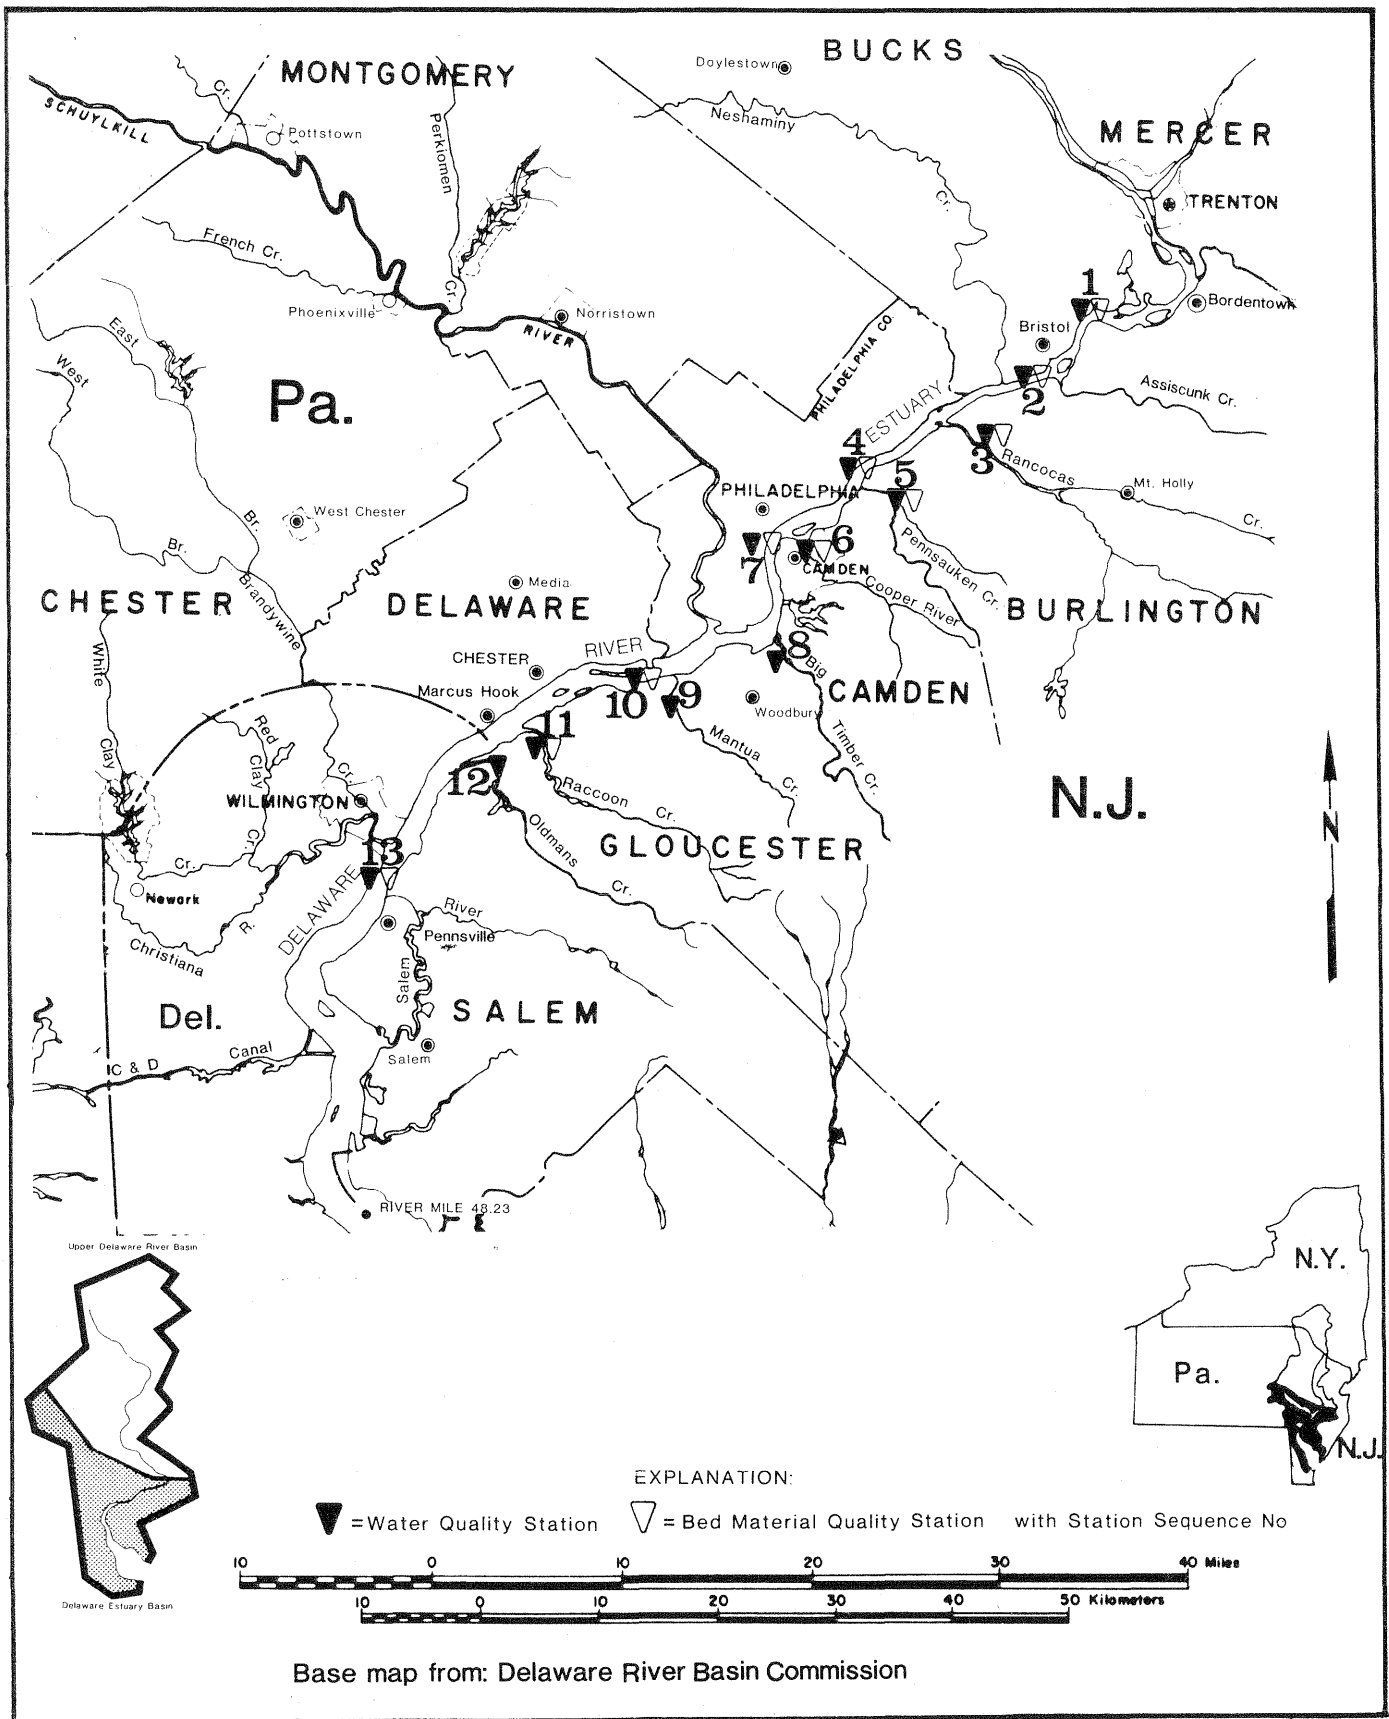 BUCKS
Doylestown
MONTGOMERY
Cr.
SCHUYLKILL
Pottstown
Perkiomen
Neshaminy
MERCER
Cr.
TRENTON
French Cr.
Cr.
Phoenixville
Norristown
RIVER
1
Bordentown
Bristol
East
West
PHILADELPHIA CO.
Pa.
2
Assiscunk Cr.
ESTUARY
4
3
Rancocas
5
PHILADELPHIA
Mt. Holly
West Chester
Br.
Cr.
Br.
7
6
CAMDEN
Pennsauken Cr.
Cooper River
Brandywine
Media
CHESTER
DELAWARE
BURLINGTON
White
RIVER
8
CHESTER
Big
Marcus Hook
10
9
CAMDEN
Woodbury
11
Red
Clay
Mantua
Cr.
Timber Cr.
Clay
Cr.
12
Raccoon Cr.
N.J.
WILMINGTON
N
Cr.
Cr.
Oldmans
Cr.
GLOUCESTER
13
Newark
DELAWARE
River
R.
Pennsville
Christiana
Salem
Del.
SALEM
Canal
Salem
C & D
RIVER MILE 48.23
Upper Delaware River Basin
N.Y.
Pa.
N.J.
EXPLANATION:
=Water Quality Station = Bed Material Quality Station with Station Sequence No
10 0 10 20 30 40 Miles
10 0 10 20 30 40 50 Kilometers
Delaware Estuary Basin
Base map from: Delaware River Basin Commission